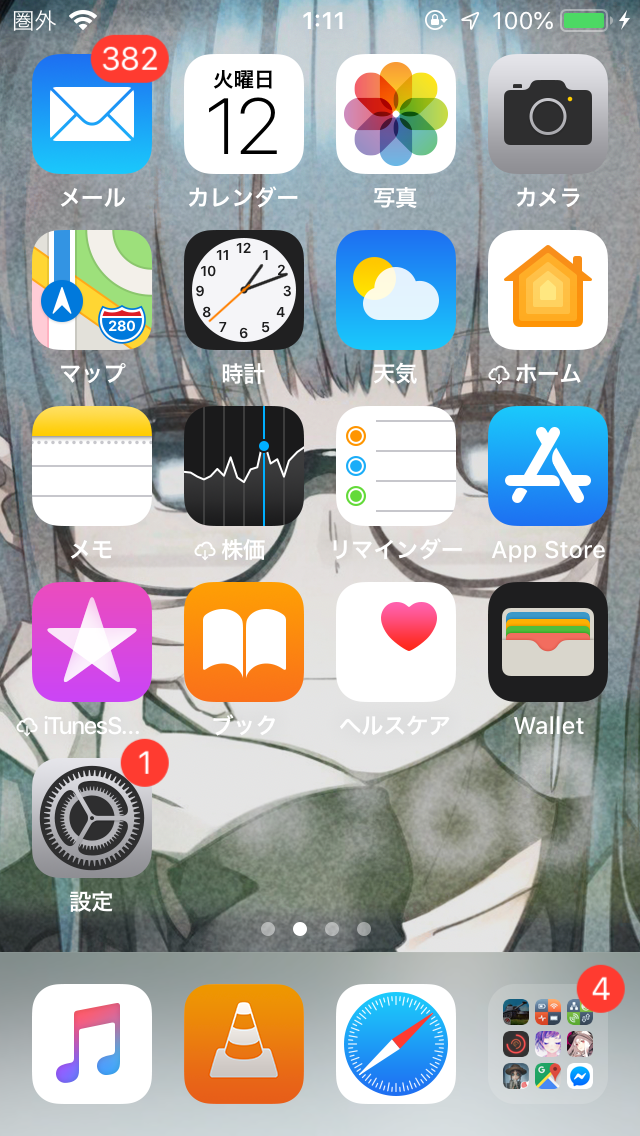 圏外 1:11 100%
382
火曜日
12
メール カレンダー 写真 カメラ
280
12 1 2 3 4 5 6 7 8 9 10 11
マップ 時計 天気 ホーム
メモ 株価 リマインダー App Store
iTunesS... ブック ヘルスケア Wallet
1
設定
4
G